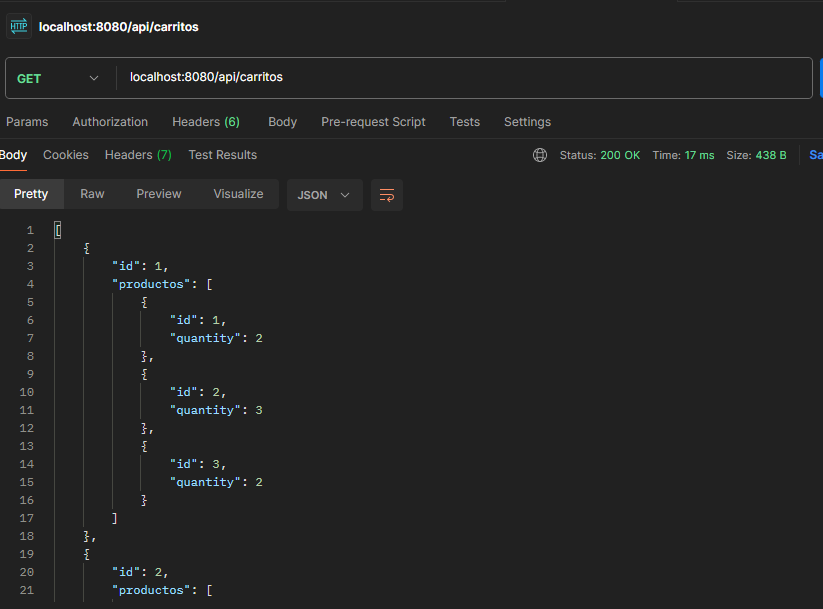 HTTP localhost:8080/api/carritos
GET localhost:8080/api/carritos
Params Authorization Headers (6) Body Pre-request Script Tests Settings
Body Cookies Headers (7) Test Results Status: 200 OK Time: 17 ms Size: 438 B Sa
Pretty Raw Preview Visualize JSON
1 [
2 {
3 "id": 1,
4 "productos": [
5 {
6 "id": 1,
7 "quantity": 2
8 },
9 {
10 "id": 2,
11 "quantity": 3
12 },
13 {
14 "id": 3,
15 "quantity": 2
16 }
17 ]
18 },
19 {
20 "id": 2,
21 "productos": [